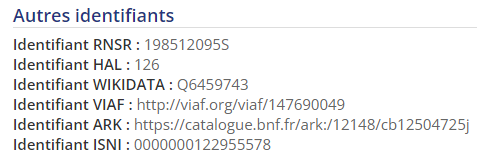 Autres identifiants
Identifiant RNSR : 198512095S
Identifiant HAL : 126
Identifiant WIKIDATA : Q6459743
Identifiant VIAF : http://viaf.org/viaf/147690049
Identifiant ARK : https://catalogue.bnf.fr/ark:/12148/cb12504725j
Identifiant ISNI : 0000000122955578